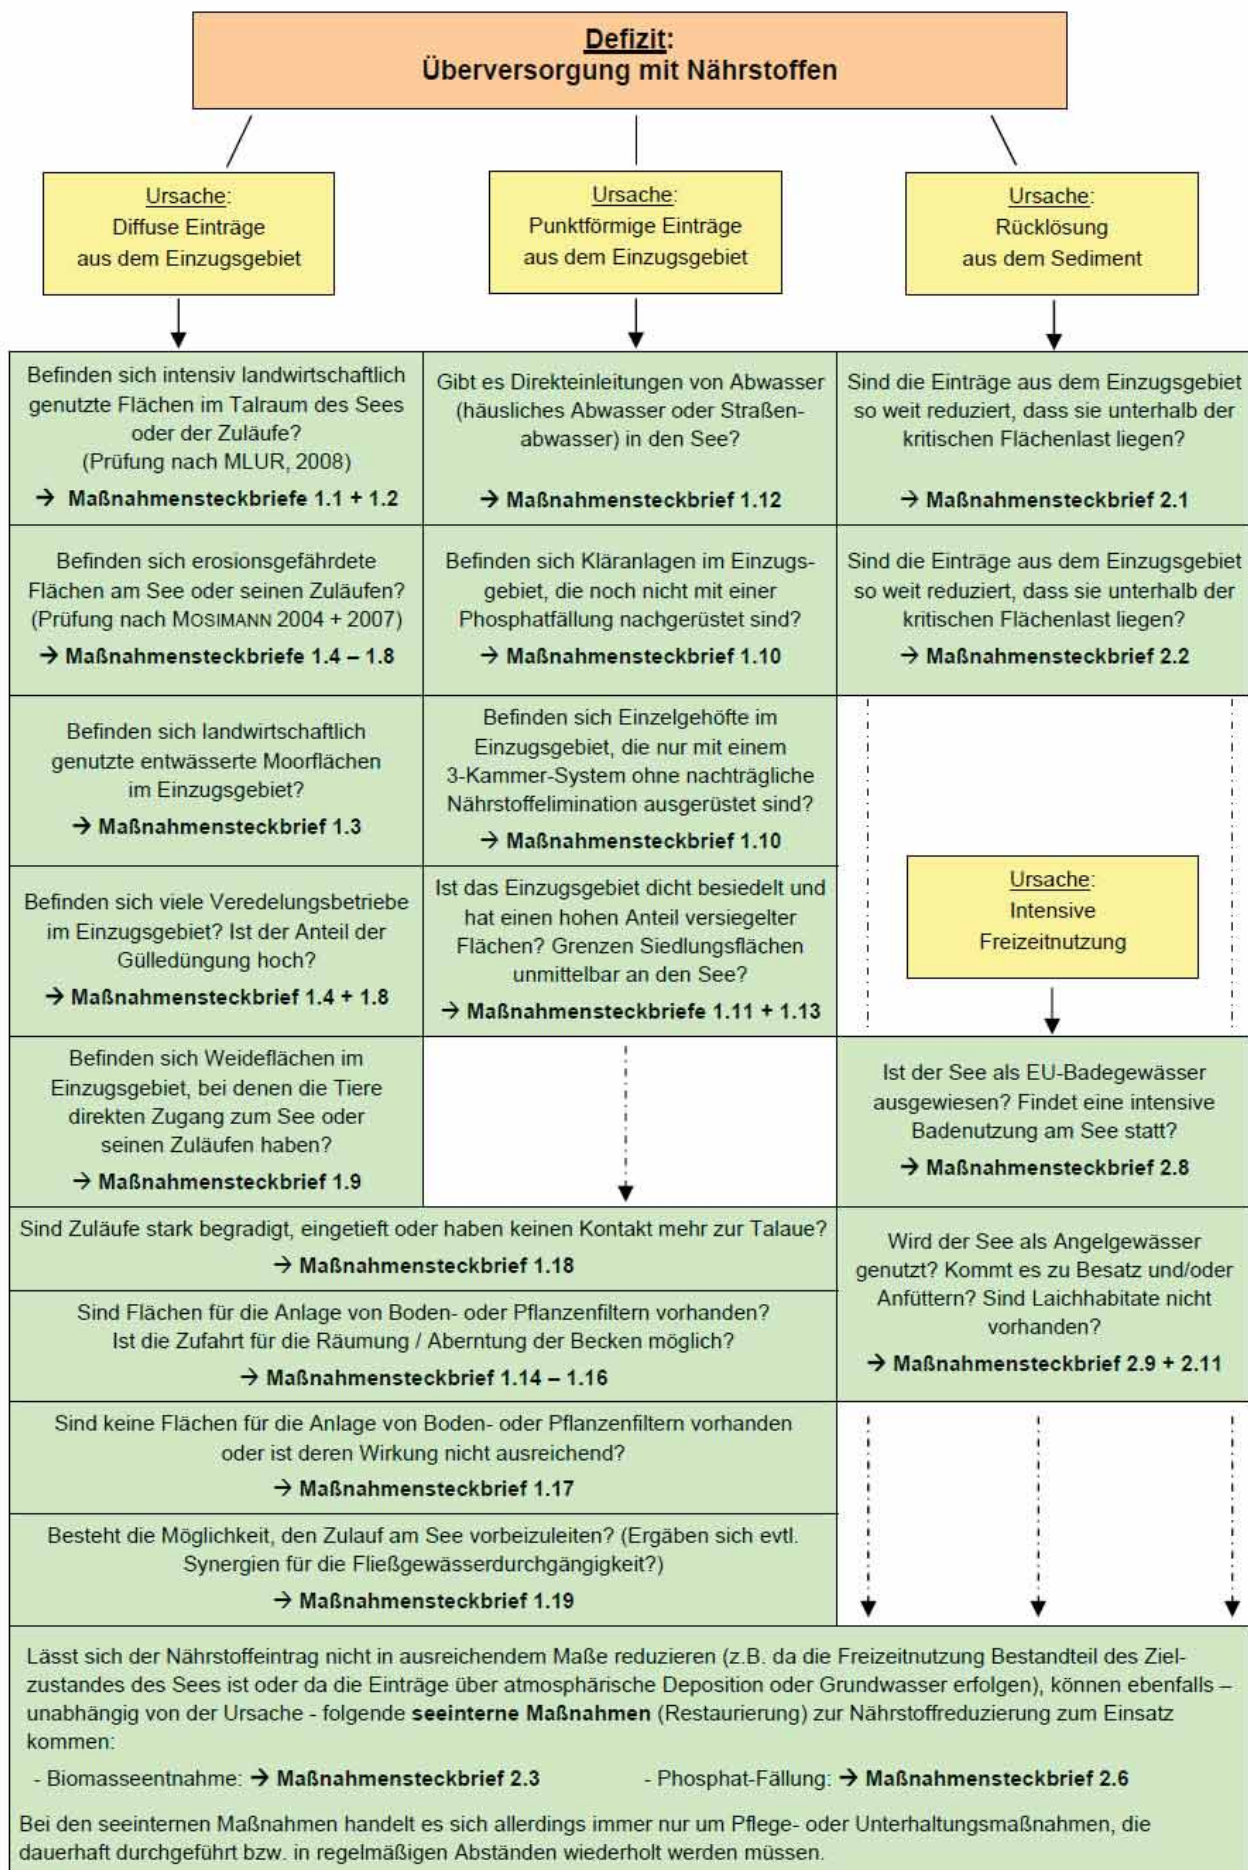 Defizit:
Überversorgung mit Nährstoffen
Ursache:
Diffuse Einträge
aus dem Einzugsgebiet
Ursache:
Punktförmige Einträge
aus dem Einzugsgebiet
Ursache:
Rücklösung
aus dem Sediment
Befinden sich intensiv landwirtschaftlich
genutzte Flächen im Talraum des Sees
oder der Zuläufe?
(Prüfung nach MLUR, 2008)
→ Maßnahmensteckbriefe 1.1 + 1.2
Gibt es Direkteinleitungen von Abwasser
(häusliches Abwasser oder Straßen-
abwasser) in den See?
→ Maßnahmensteckbrief 1.12
Sind die Einträge aus dem Einzugsgebiet
so weit reduziert, dass sie unterhalb der
kritischen Flächenlast liegen?
→ Maßnahmensteckbrief 2.1
Befinden sich erosionsgefährdete
Flächen am See oder seinen Zuläufen?
(Prüfung nach MOSIMANN 2004 + 2007)
→ Maßnahmensteckbriefe 1.4 – 1.8
Befinden sich Kläranlagen im Einzugs-
gebiet, die noch nicht mit einer
Phosphatfällung nachgerüstet sind?
→ Maßnahmensteckbrief 1.10
Sind die Einträge aus dem Einzugsgebiet
so weit reduziert, dass sie unterhalb der
kritischen Flächenlast liegen?
→ Maßnahmensteckbrief 2.2
Befinden sich landwirtschaftlich
genutzte entwässerte Moorflächen
im Einzugsgebiet?
→ Maßnahmensteckbrief 1.3
Befinden sich Einzelgehöfte im
Einzugsgebiet, die nur mit einem
3-Kammer-System ohne nachträgliche
Nährstoffelimination ausgerüstet sind?
→ Maßnahmensteckbrief 1.10
Befinden sich viele Veredelungsbetriebe
im Einzugsgebiet? Ist der Anteil der
Gülledüngung hoch?
→ Maßnahmensteckbrief 1.4 + 1.8
Ist das Einzugsgebiet dicht besiedelt und
hat einen hohen Anteil versiegelter
Flächen? Grenzen Siedlungsflächen
unmittelbar an den See?
→ Maßnahmensteckbriefe 1.11 + 1.13
Ursache:
Intensive
Freizeitnutzung
Befinden sich Weideflächen im
Einzugsgebiet, bei denen die Tiere
direkten Zugang zum See oder
seinen Zuläufen haben?
→ Maßnahmensteckbrief 1.9
Ist der See als EU-Badegewässer
ausgewiesen? Findet eine intensive
Badenutzung am See statt?
→ Maßnahmensteckbrief 2.8
Sind Zuläufe stark begradigt, eingetieft oder haben keinen Kontakt mehr zur Talaue?
→ Maßnahmensteckbrief 1.18
Wird der See als Angelgewässer
genutzt? Kommt es zu Besatz und/oder
Anfüttern? Sind Laichhabitate nicht
vorhanden?
→ Maßnahmensteckbrief 2.9 + 2.11
Sind Flächen für die Anlage von Boden- oder Pflanzenfiltern vorhanden?
Ist die Zufahrt für die Räumung / Aberntung der Becken möglich?
→ Maßnahmensteckbrief 1.14 – 1.16
Sind keine Flächen für die Anlage von Boden- oder Pflanzenfiltern vorhanden
oder ist deren Wirkung nicht ausreichend?
→ Maßnahmensteckbrief 1.17
Besteht die Möglichkeit, den Zulauf am See vorbeizuleiten? (Ergäben sich evtl.
Synergien für die Fließgewässerdurchgängigkeit?)
→ Maßnahmensteckbrief 1.19
Lässt sich der Nährstoffeintrag nicht in ausreichendem Maße reduzieren (z.B. da die Freizeitnutzung Bestandteil des Ziel-
zustandes des Sees ist oder da die Einträge über atmosphärische Deposition oder Grundwasser erfolgen), können ebenfalls –
unabhängig von der Ursache - folgende seeinterne Maßnahmen (Restaurierung) zur Nährstoffreduzierung zum Einsatz
kommen:
- Biomasseentnahme: → Maßnahmensteckbrief 2.3 - Phosphat-Fällung: → Maßnahmensteckbrief 2.6
Bei den seeinternen Maßnahmen handelt es sich allerdings immer nur um Pflege- oder Unterhaltungsmaßnahmen, die
dauerhaft durchgeführt bzw. in regelmäßigen Abständen wiederholt werden müssen.